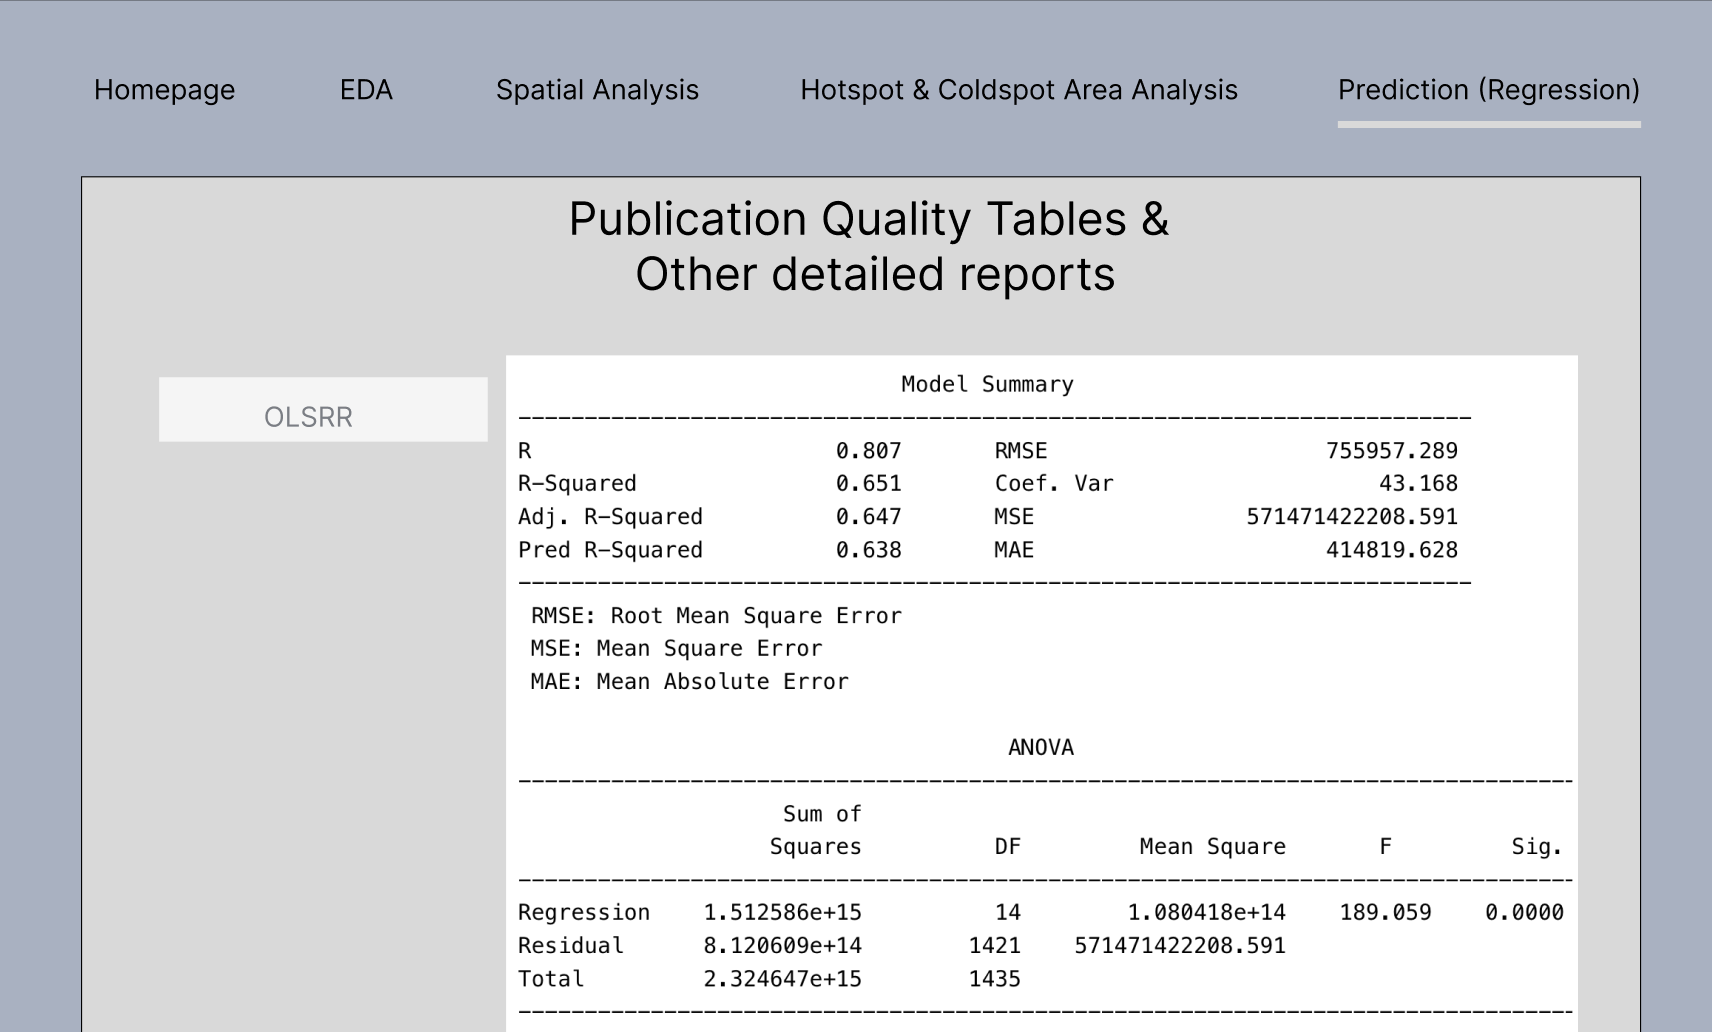 Homepage EDA Spatial Analysis Hotspot & Coldspot Area Analysis Prediction (Regression)
Publication Quality Tables &
Other detailed reports
OLSRR
Model Summary
------------------------------------------------------------------------
R 0.807 RMSE 755957.289
R-Squared 0.651 Coef. Var 43.168
Adj. R-Squared 0.647 MSE 571471422208.591
Pred R-Squared 0.638 MAE 414819.628
------------------------------------------------------------------------
RMSE: Root Mean Square Error
MSE: Mean Square Error
MAE: Mean Absolute Error
ANOVA
--------------------------------------------------------------------------------
Sum of
Squares DF Mean Square F Sig.
--------------------------------------------------------------------------------
Regression 1.512586e+15 14 1.080418e+14 189.059 0.0000
Residual 8.120609e+14 1421 571471422208.591
Total 2.324647e+15 1435
--------------------------------------------------------------------------------